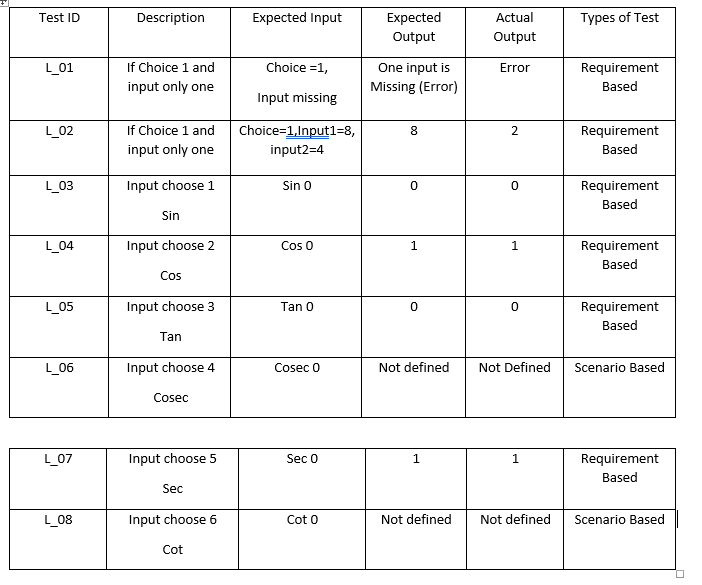 Test ID Description Expected Input Expected Output Actual Output Types of Test
L_01 If Choice 1 and input only one Choice =1, Input missing One input is Missing (Error) Error Requirement Based
L_02 If Choice 1 and input only one Choice=1,Input1=8, input2=4 8 2 Requirement Based
L_03 Input choose 1 Sin Sin 0 0 0 Requirement Based
L_04 Input choose 2 Cos Cos 0 1 1 Requirement Based
L_05 Input choose 3 Tan Tan 0 0 0 Requirement Based
L_06 Input choose 4 Cosec Cosec 0 Not defined Not Defined Scenario Based
L_07 Input choose 5 Sec Sec 0 1 1 Requirement Based
L_08 Input choose 6 Cot Cot 0 Not defined Not defined Scenario Based